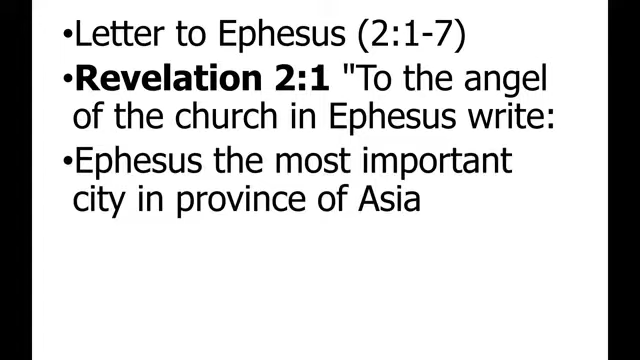 •Letter to Ephesus (2:1-7)
•Revelation 2:1 "To the angel
of the church in Ephesus write:
•Ephesus the most important
city in province of Asia